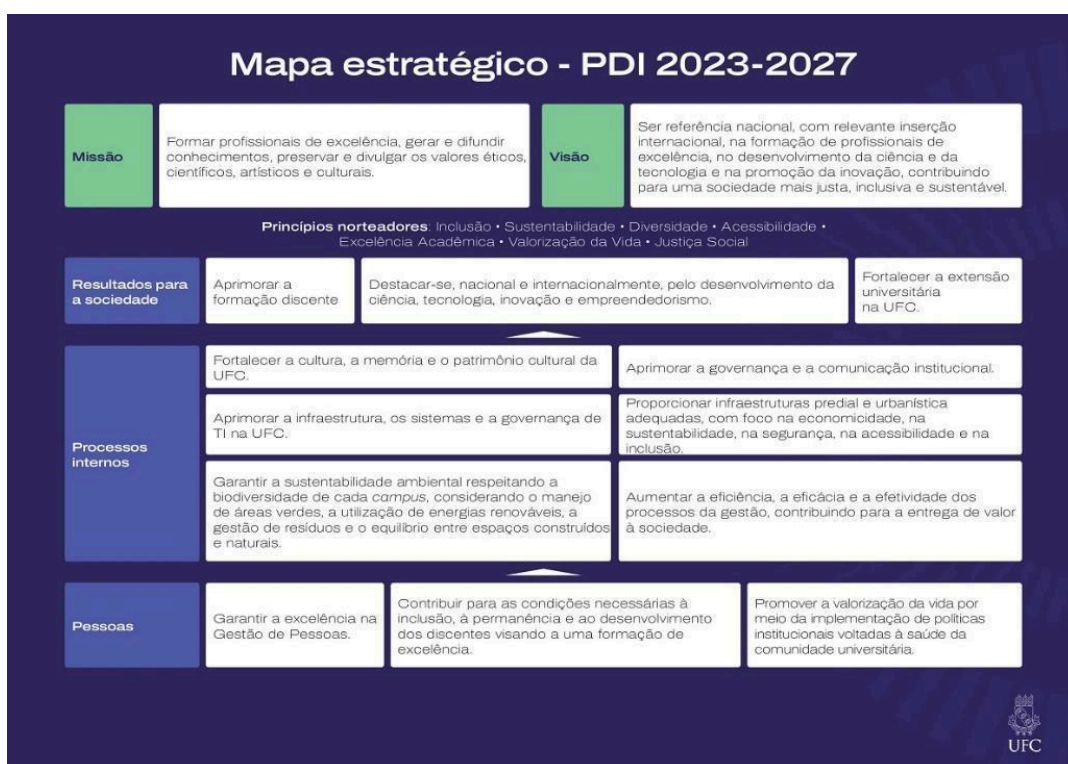 Mapa estratégico - PDI 2023-2027
Missão
Formar profissionais de excelência, gerar e difundir
conhecimentos, preservar e divulgar os valores éticos,
científicos, artísticos e culturais.
Visão
Ser referência nacional, com relevante inserção
internacional, na formação de profissionais de
excelência, no desenvolvimento da ciência e da
tecnologia e na promoção da inovação, contribuindo
para uma sociedade mais justa, inclusiva e sustentável.
Princípios norteadores: Inclusão • Sustentabilidade • Diversidade • Acessibilidade •
Excelência Acadêmica • Valorização da Vida • Justiça Social
Resultados para
a sociedade
Aprimorar a
formação discente
Destacar-se, nacional e internacionalmente, pelo desenvolvimento da
ciência, tecnologia, inovação e empreendedorismo.
Fortalecer a extensão
universitária
na UFC.
Processos
internos
Fortalecer a cultura, a memória e o patrimônio cultural da
UFC.
Aprimorar a governança e a comunicação institucional.
Aprimorar a infraestrutura, os sistemas e a governança de
TI na UFC.
Proporcionar infraestruturas predial e urbanística
adequadas, com foco na economicidade, na
sustentabilidade, na segurança, na acessibilidade e na
inclusão.
Garantir a sustentabilidade ambiental respeitando a
biodiversidade de cada campus, considerando o manejo
de áreas verdes, a utilização de energias renováveis, a
gestão de resíduos e o equilíbrio entre espaços construídos
e naturais.
Aumentar a eficiência, a eficácia e a efetividade dos
processos da gestão, contribuindo para a entrega de valor
à sociedade.
Pessoas
Garantir a excelência na
Gestão de Pessoas.
Contribuir para as condições necessárias à
inclusão, à permanência e ao desenvolvimento
dos discentes visando a uma formação de
excelência.
Promover a valorização da vida por
meio da implementação de políticas
institucionais voltadas à saúde da
comunidade universitária.
UFC